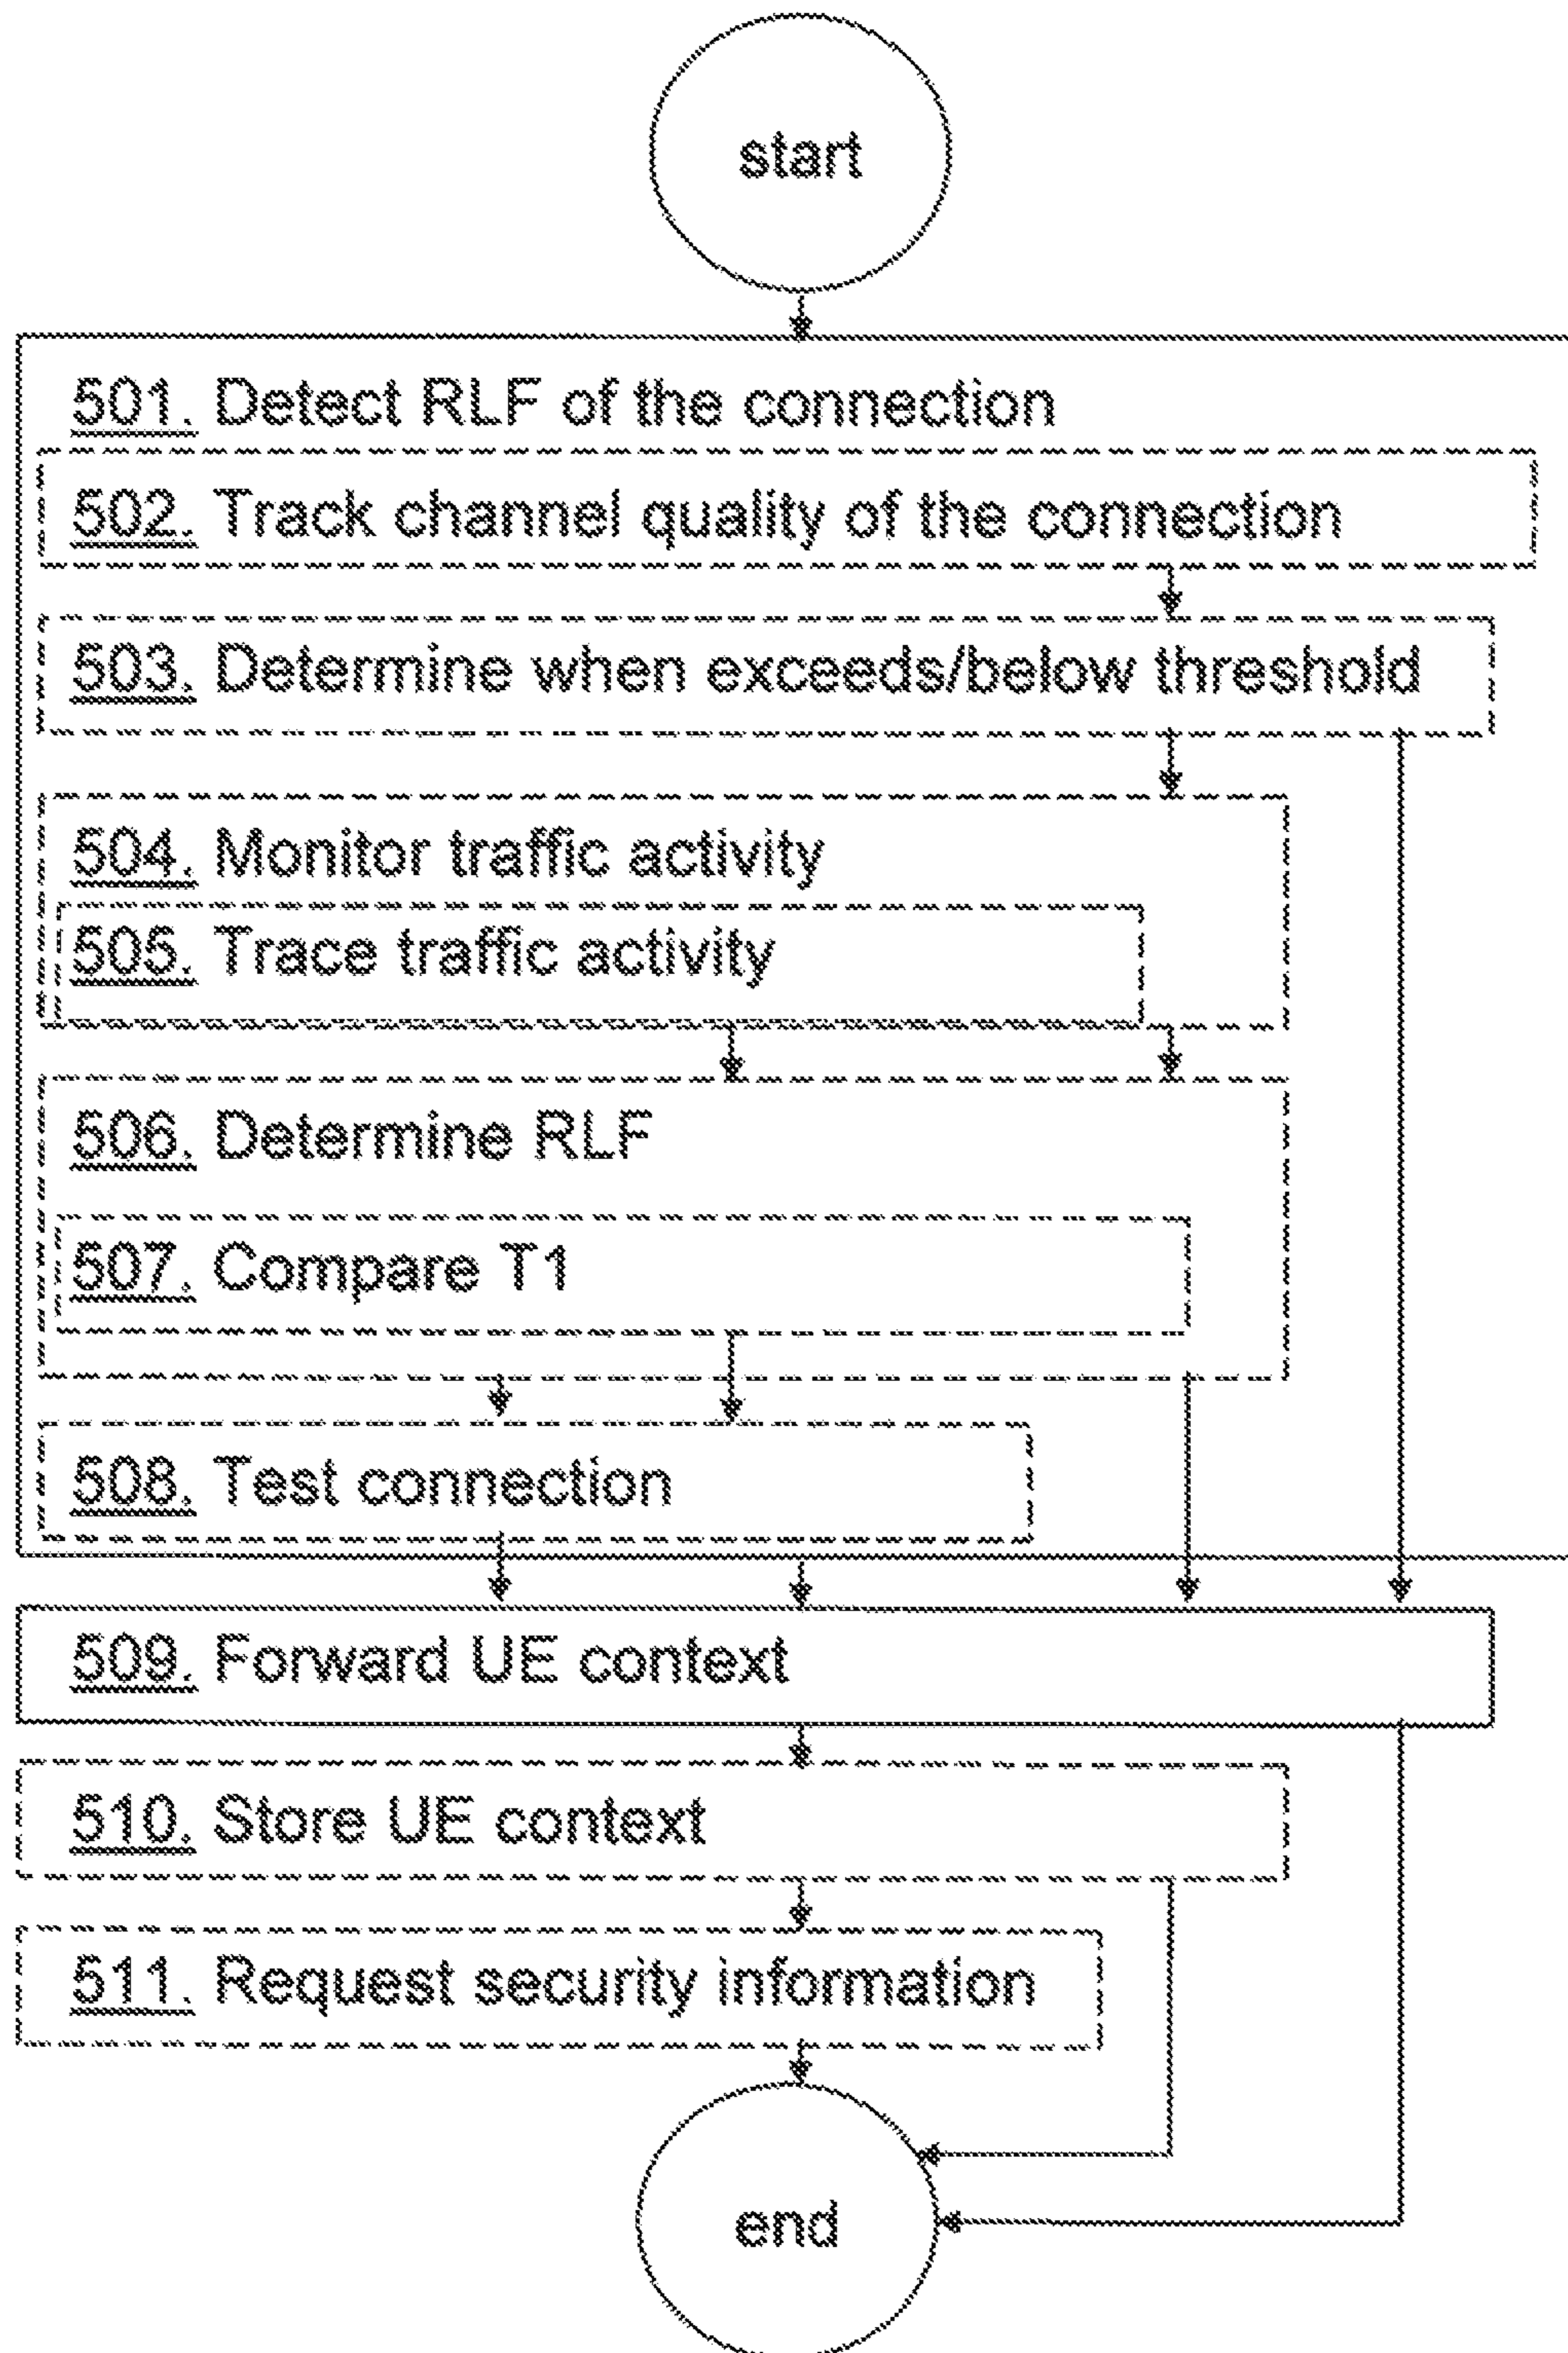 start
501. Detect RLF of the connection
502. Track channel quality of the connection
503. Determine when exceeds/below threshold
504. Monitor traffic activity
505. Trace traffic activity
506. Determine RLF
507. Compare T1
508. Test connection
509. Forward UE context
510. Store UE context
511. Request security information
end